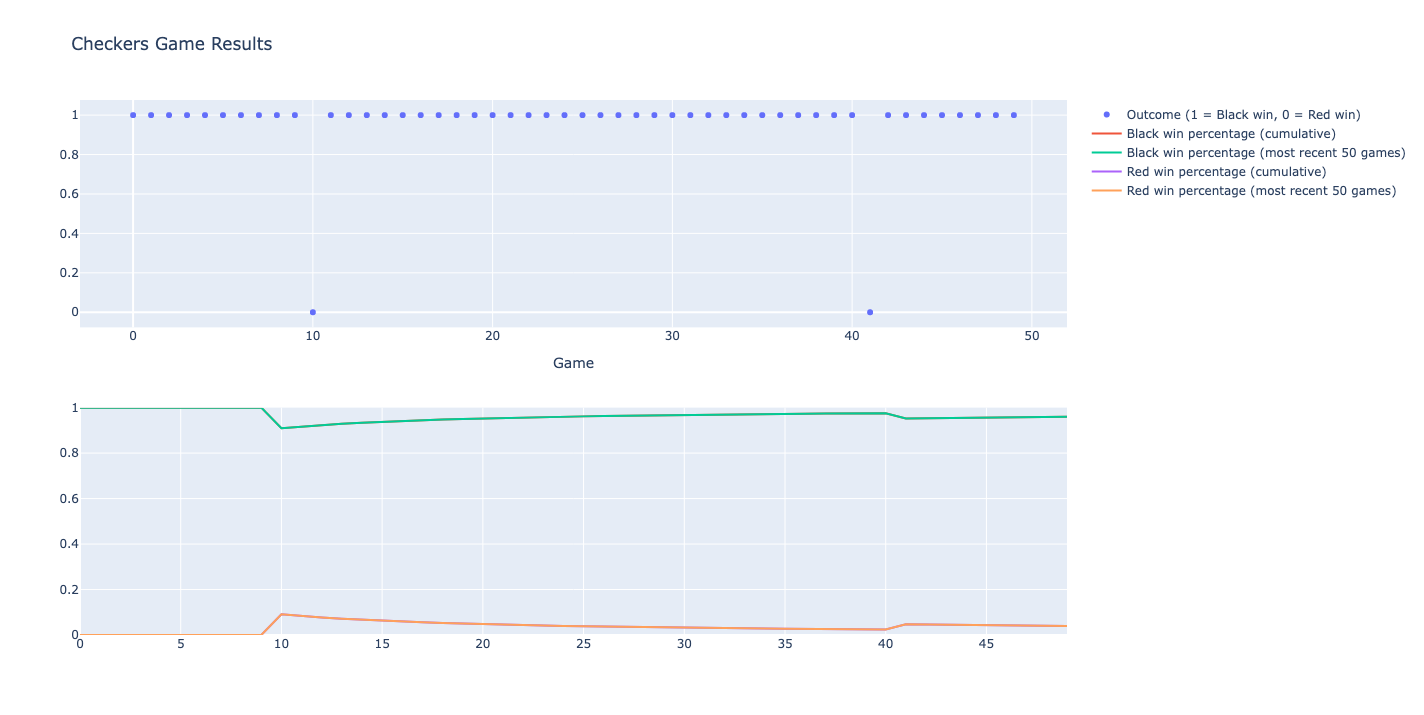 Checkers Game Results
1
0.8
0.6
0.4
0.2
0
0 10 20 30 40 50
Game
Outcome (1 = Black win, 0 = Red win)
Black win percentage (cumulative)
Black win percentage (most recent 50 games)
Red win percentage (cumulative)
Red win percentage (most recent 50 games)
1
0.8
0.6
0.4
0.2
0
0 5 10 15 20 25 30 35 40 45